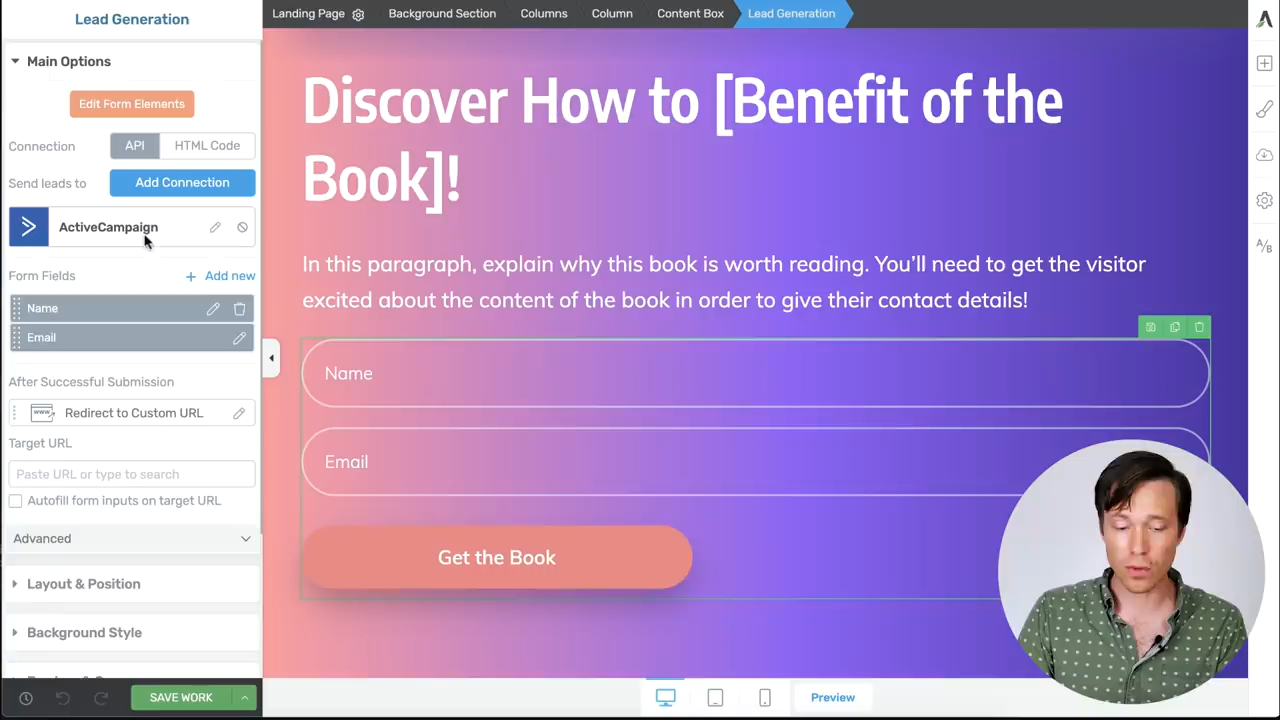 Lead Generation
Landing Page
Background Section
Columns
Column
Content Box
Lead Generation
Main Options
Edit Form Elements
Connection
API
HTML Code
Send leads to
Add Connection
ActiveCampaign
Form Fields
+ Add new
Name
Email
After Successful Submission
www
Redirect to Custom URL
Target URL
Paste URL or type to search
Autofill form inputs on target URL
Advanced
Layout & Position
Background Style
SAVE WORK
Discover How to [Benefit of the
Book]!
In this paragraph, explain why this book is worth reading. You’ll need to get the visitor
excited about the content of the book in order to give their contact details!
Name
Email
Get the Book
Preview
A/B